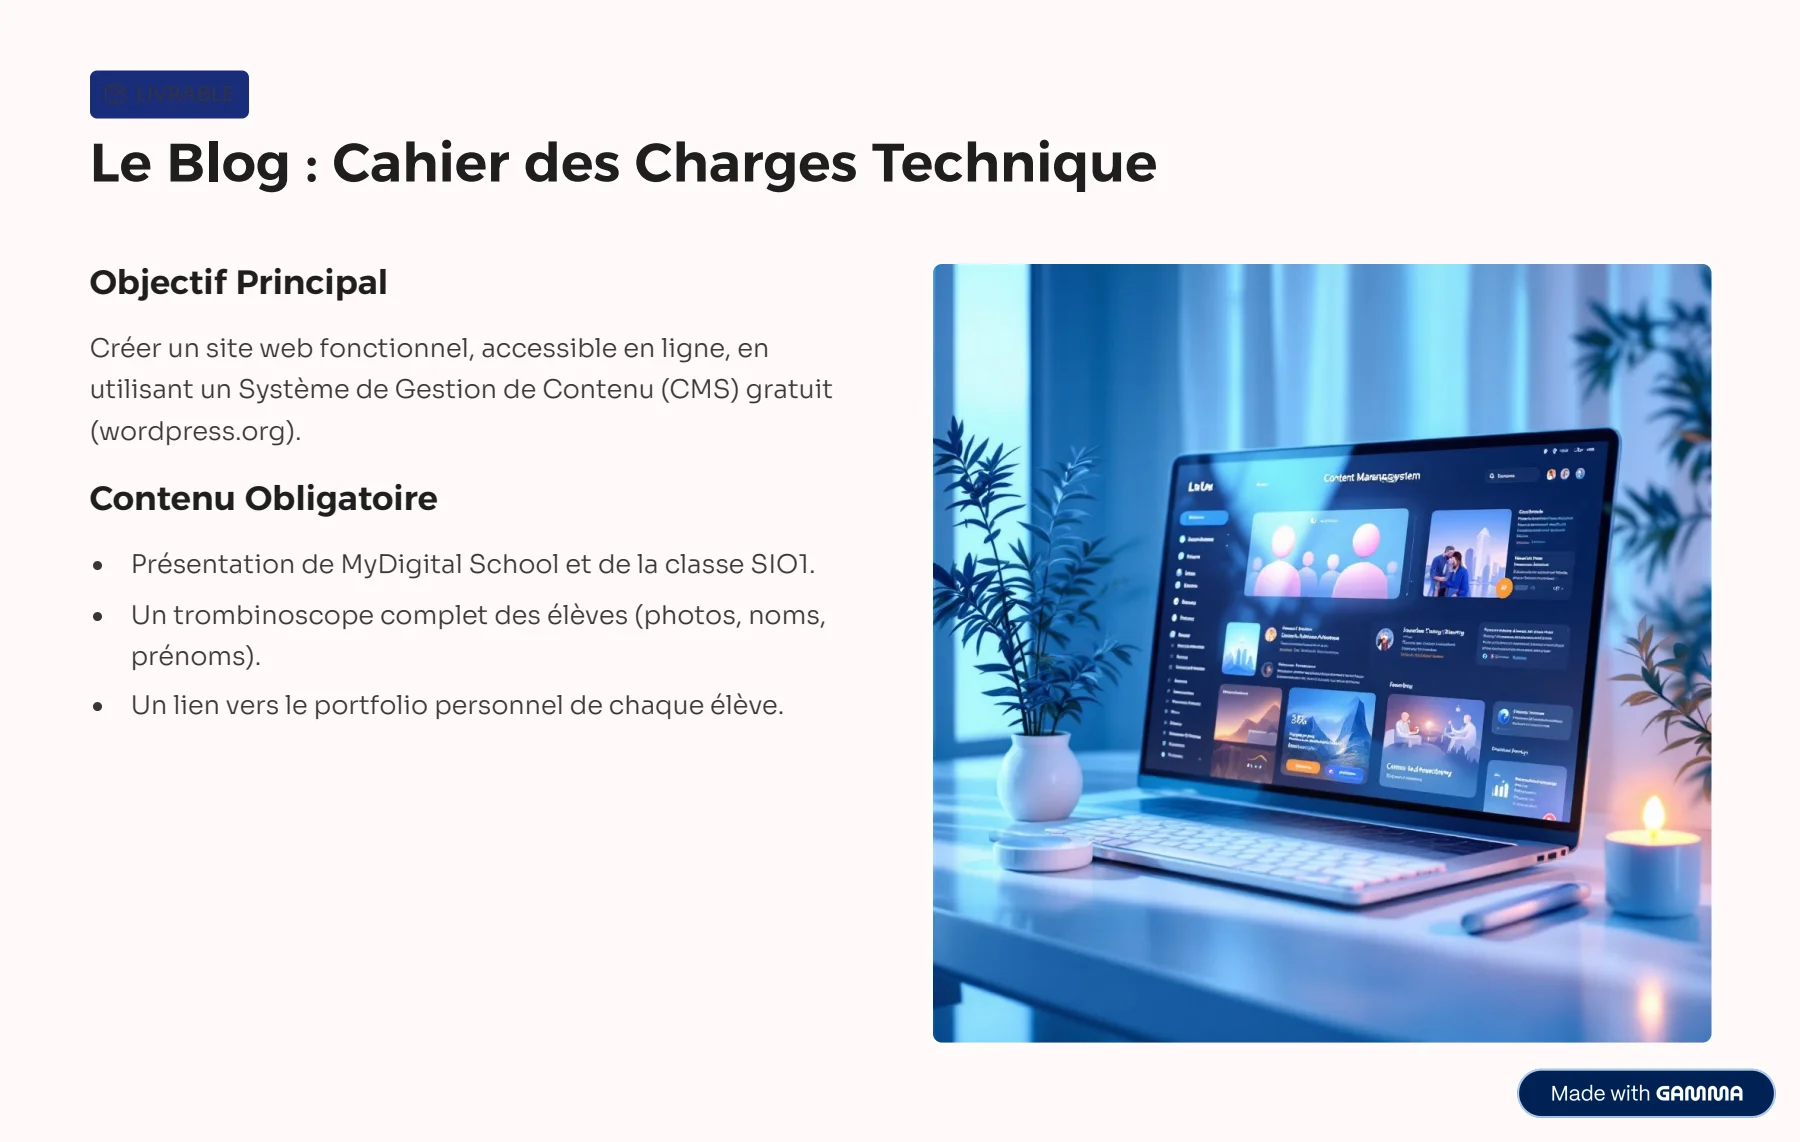 LIVRABLE
Le Blog : Cahier des Charges Technique
Objectif Principal
Créer un site web fonctionnel, accessible en ligne, en
utilisant un Système de Gestion de Contenu (CMS) gratuit
(wordpress.org).
Contenu Obligatoire
• Présentation de MyDigital School et de la classe SIO1.
• Un trombinoscope complet des élèves (photos, noms,
prénoms).
• Un lien vers le portfolio personnel de chaque élève.
Content
Made with GAMMA